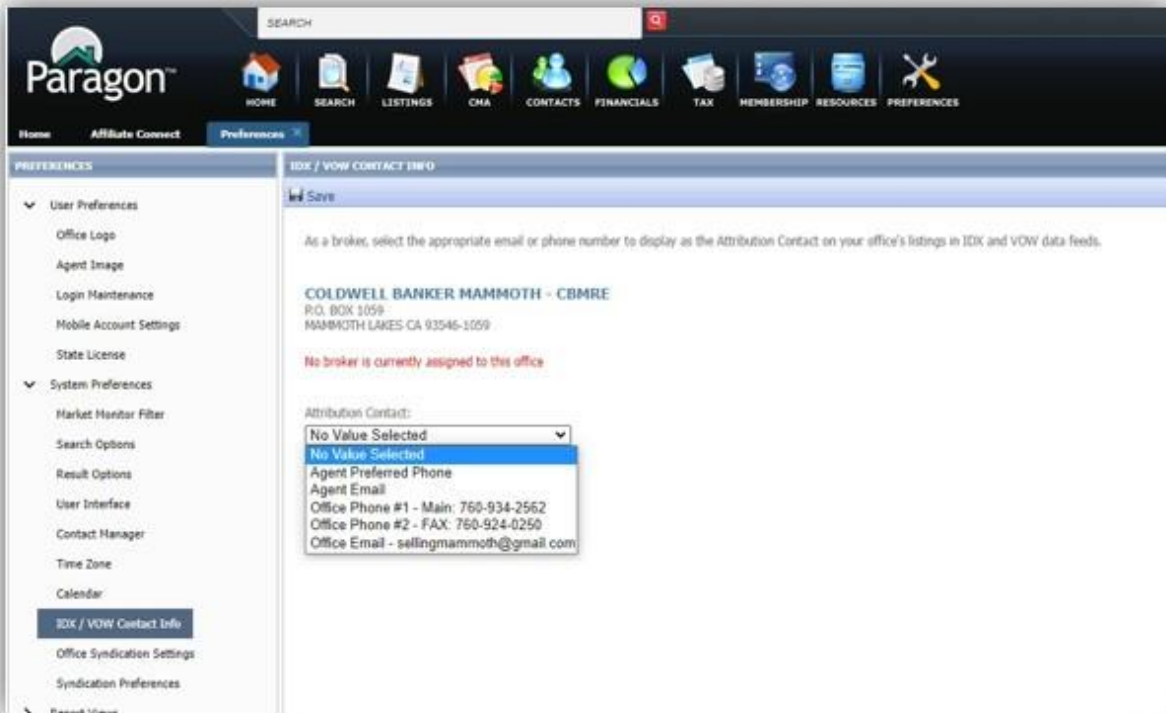 SEARCH
Paragon™
HOME
SEARCH
LISTINGS
CMA
CONTACTS
FINANCIALS
TAX
MEMBERSHIP
RESOURCES
PREFERENCES
Home
Affiliate Connect
Preferences
PREFERENCES
User Preferences
Office Logo
Agent Image
Login Maintenance
Mobile Account Settings
State License
System Preferences
Market Monitor Filter
Search Options
Result Options
User Interface
Contact Manager
Time Zone
Calendar
IDX / VOW Contact Info
Office Syndication Settings
Syndication Preferences
Report Views
IDX / VOW CONTACT INFO
Save
As a broker, select the appropriate email or phone number to display as the Attribution Contact on your office's listings in IDX and VOW data feeds.
COLDWELL BANKER MAMMOTH - CBMRE
P.O. BOX 1059
MAMMOTH LAKES CA 93546-1059
No broker is currently assigned to this office
Attribution Contact:
No Value Selected
No Value Selected
Agent Preferred Phone
Agent Email
Office Phone #1 - Main: 760-934-2562
Office Phone #2 - FAX: 760-924-0250
Office Email - sellingmammoth@gmail.com